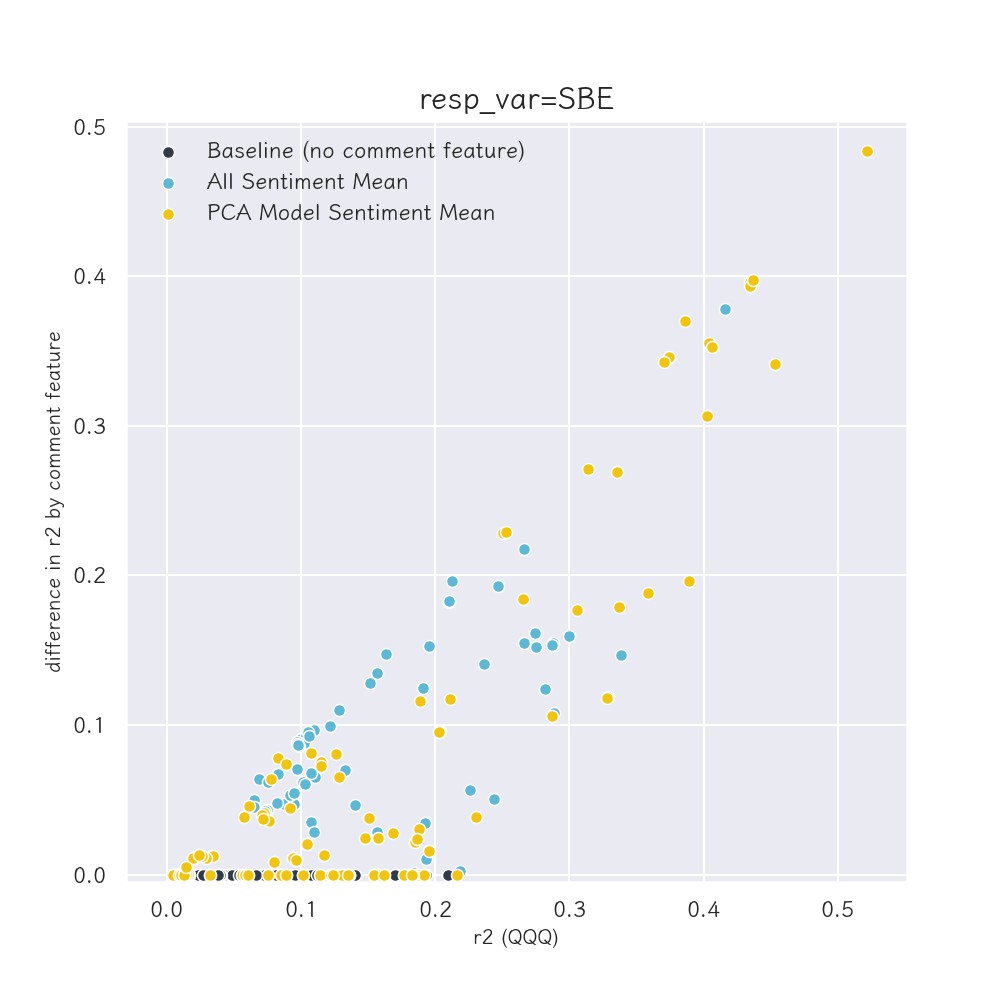 resp_var=SBE
Baseline (no comment feature)
All Sentiment Mean
PCA Model Sentiment Mean
difference in r2 by comment feature
0.5
0.4
0.3
0.2
0.1
0.0
0.0 0.1 0.2 0.3 0.4 0.5
r2 (QQQ)